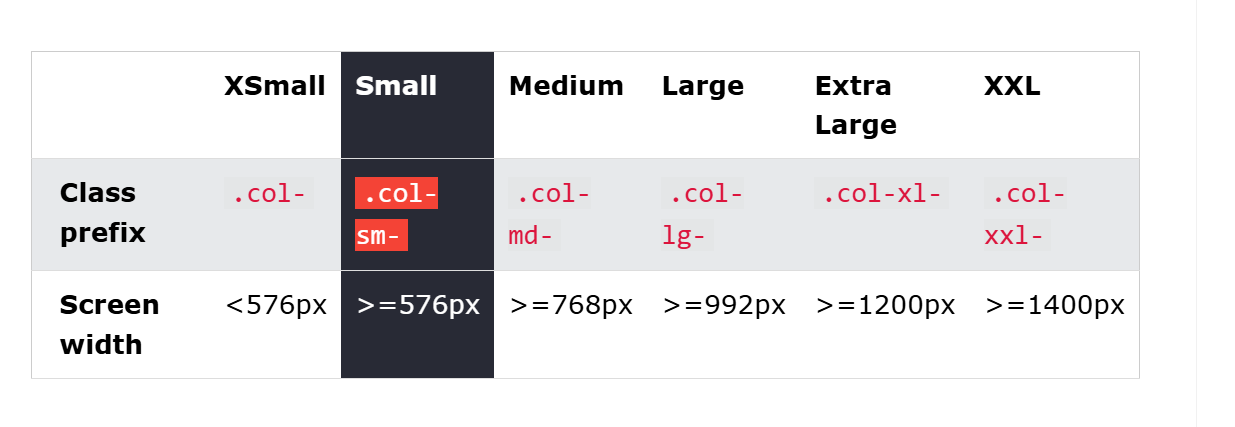 XSmall Small Medium Large Extra Large XXL
Class prefix .col- .col-sm- .col-md- .col-lg- .col-xl- .col-xxl-
Screen width <576px >=576px >=768px >=992px >=1200px >=1400px